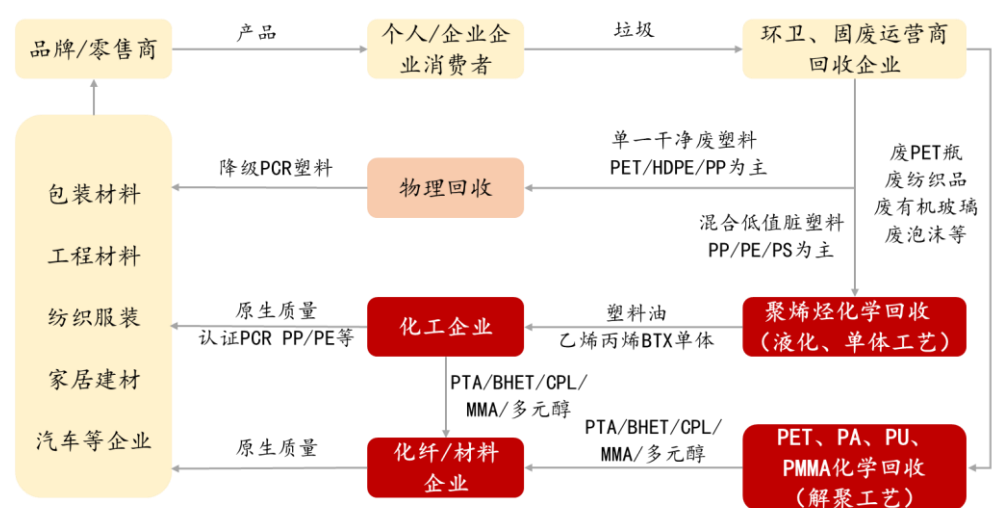 品牌/零售商
产品
个人/企业企
业消费者
垃圾
环卫、固废运营商
回收企业
包装材料
工程材料
纺织服装
家居建材
汽车等企业
降级PCR塑料
物理回收
单一干净废塑料
PET/HDPE/PP为主
废PET瓶
废纺织品
废有机玻璃
废泡沫等
混合低值脏塑料
PP/PE/PS为主
原生质量
认证PCR PP/PE等
化工企业
塑料油
乙烯丙烯BTX单体
聚烯烃化学回收
（液化、单体工艺）
PTA/BHET/CPL/
MMA/多元醇
原生质量
化纤/材料
企业
PTA/BHET/CPL/
MMA/多元醇
PET、PA、PU、
PMMA化学回收
（解聚工艺）